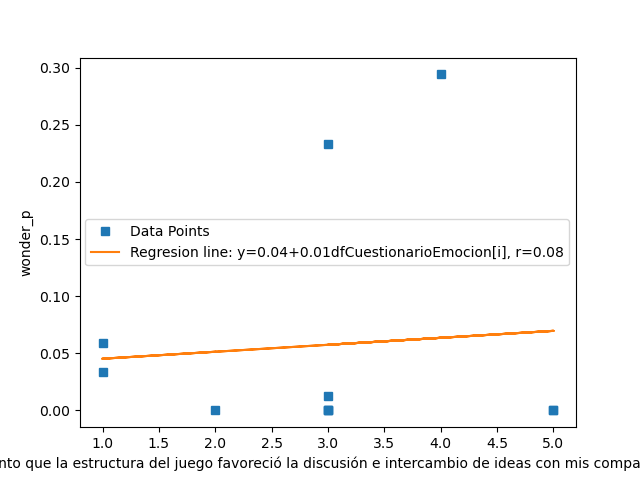 0.30
0.25
0.20
0.15
0.10
0.05
0.00
wonder_p
Data Points
Regresion line: y=0.04+0.01dfCuestionarioEmocion[i], r=0.08
1.0 1.5 2.0 2.5 3.0 3.5 4.0 4.5 5.0
nto que la estructura del juego favoreció la discusión e intercambio de ideas con mis compa